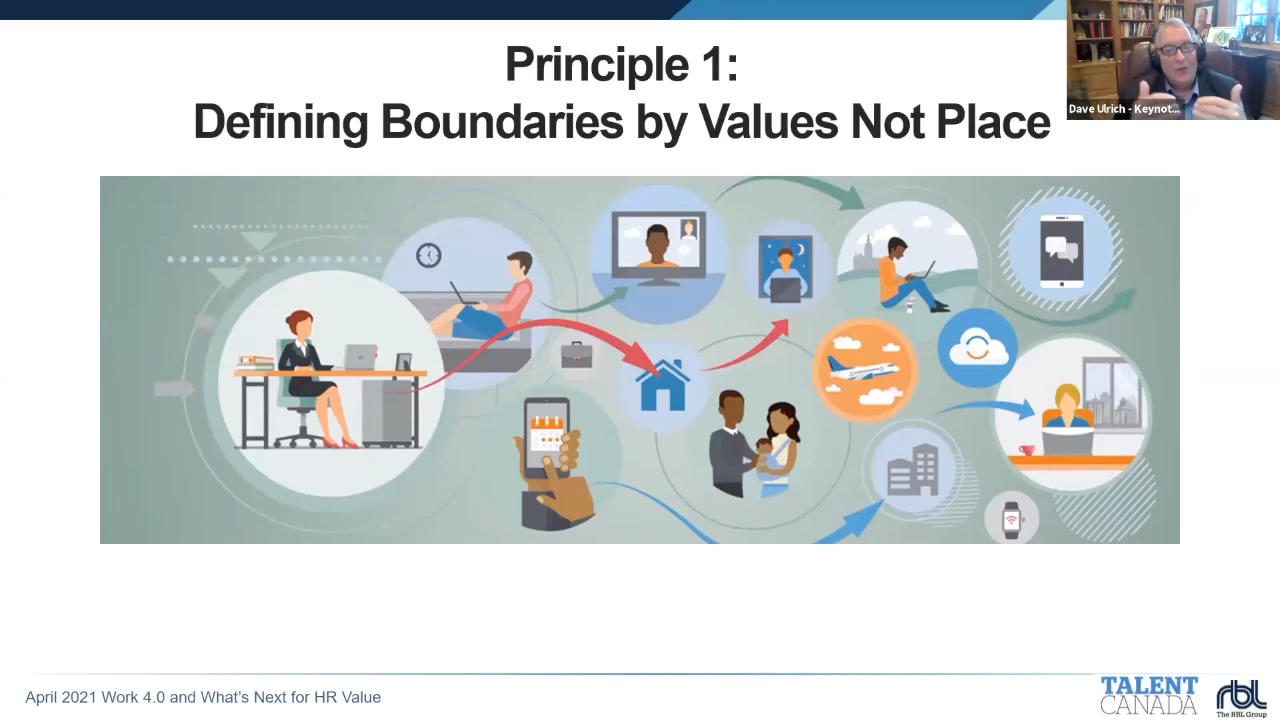 Principle 1:
Defining Boundaries by Values Not Place
Dave Ulrich - Keynot...
April 2021 Work 4.0 and What's Next for HR Value
TALENT
CANADA
rbl
The RBL Group